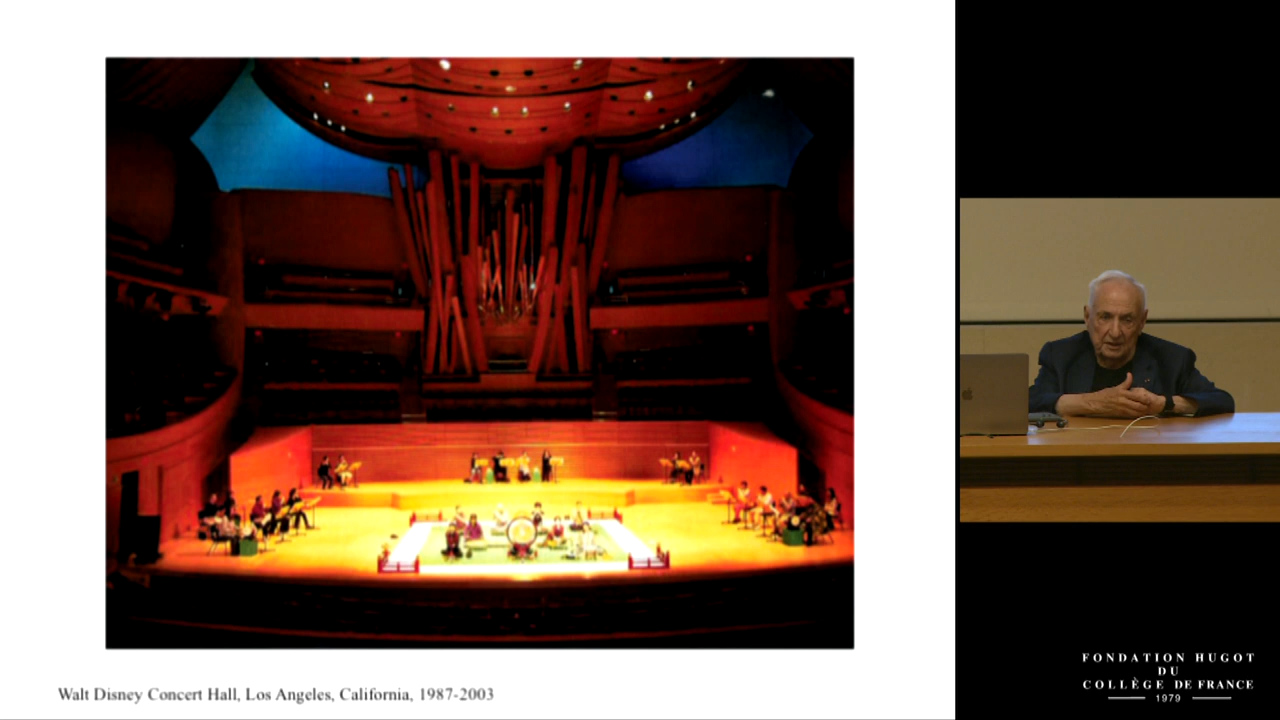 Walt Disney Concert Hall, Los Angeles, California, 1987-2003
FONDATION HUGOT
DU
COLLÈGE DE FRANCE
1979